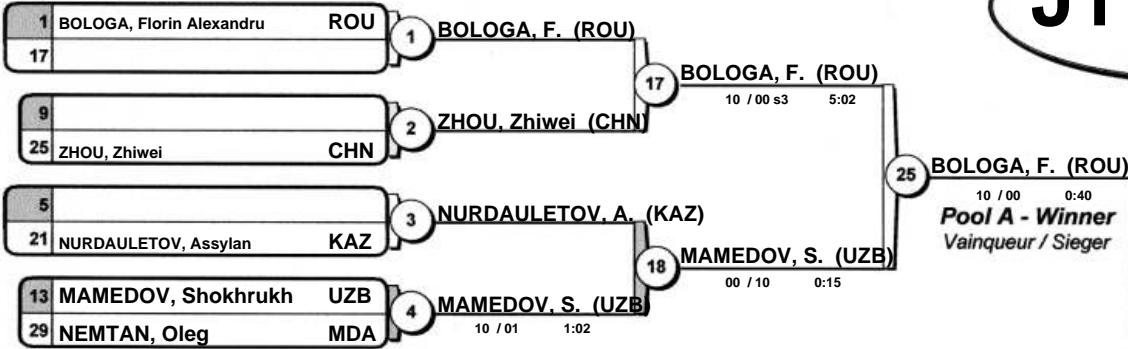 1 BOLOGA, Florin Alexandru ROU
17
1
BOLOGA, F. (ROU)
9
25 ZHOU, Zhiwei CHN
2
ZHOU, Zhiwei (CHN)
17
BOLOGA, F. (ROU)
10 / 00 s3 5:02
5
21 NURDAULETOV, Assylan KAZ
3
NURDAULETOV, A. (KAZ)
13 MAMEDOV, Shokhrukh UZB
29 NEMTAN, Oleg MDA
4
MAMEDOV, S. (UZB)
10 / 01 1:02
18
MAMEDOV, S. (UZB)
00 / 10 0:15
25
BOLOGA, F. (ROU)
10 / 00 0:40
Pool A - Winner
Vainqueur / Sieger